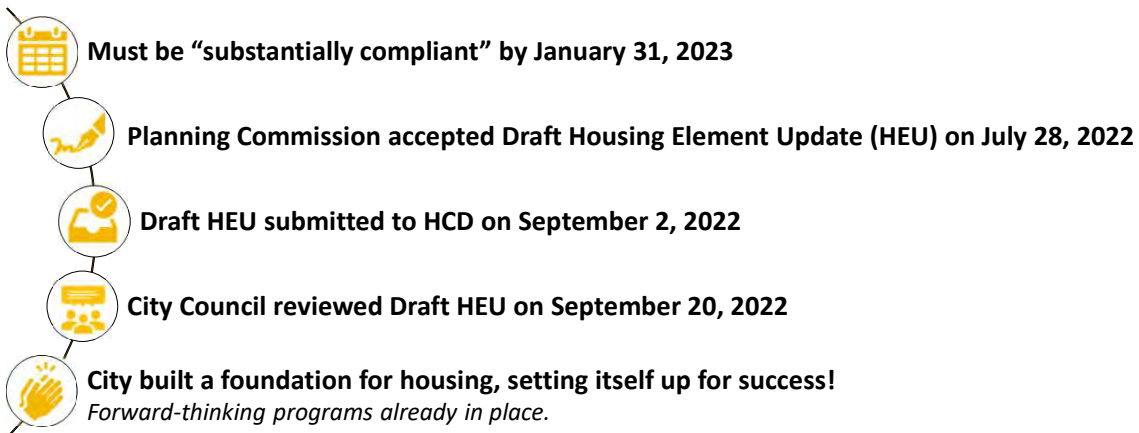 Must be “substantially compliant” by January 31, 2023
Planning Commission accepted Draft Housing Element Update (HEU) on July 28, 2022
Draft HEU submitted to HCD on September 2, 2022
City Council reviewed Draft HEU on September 20, 2022
City built a foundation for housing, setting itself up for success!
Forward-thinking programs already in place.